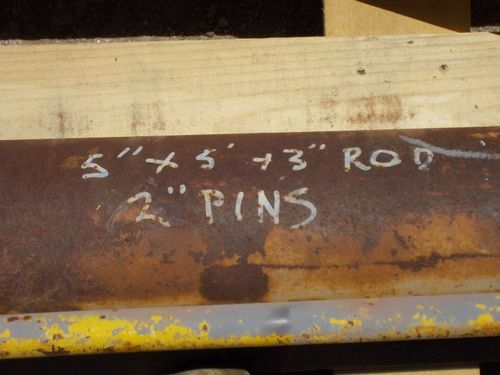 5" x 5' x 3" ROD
2" PINS